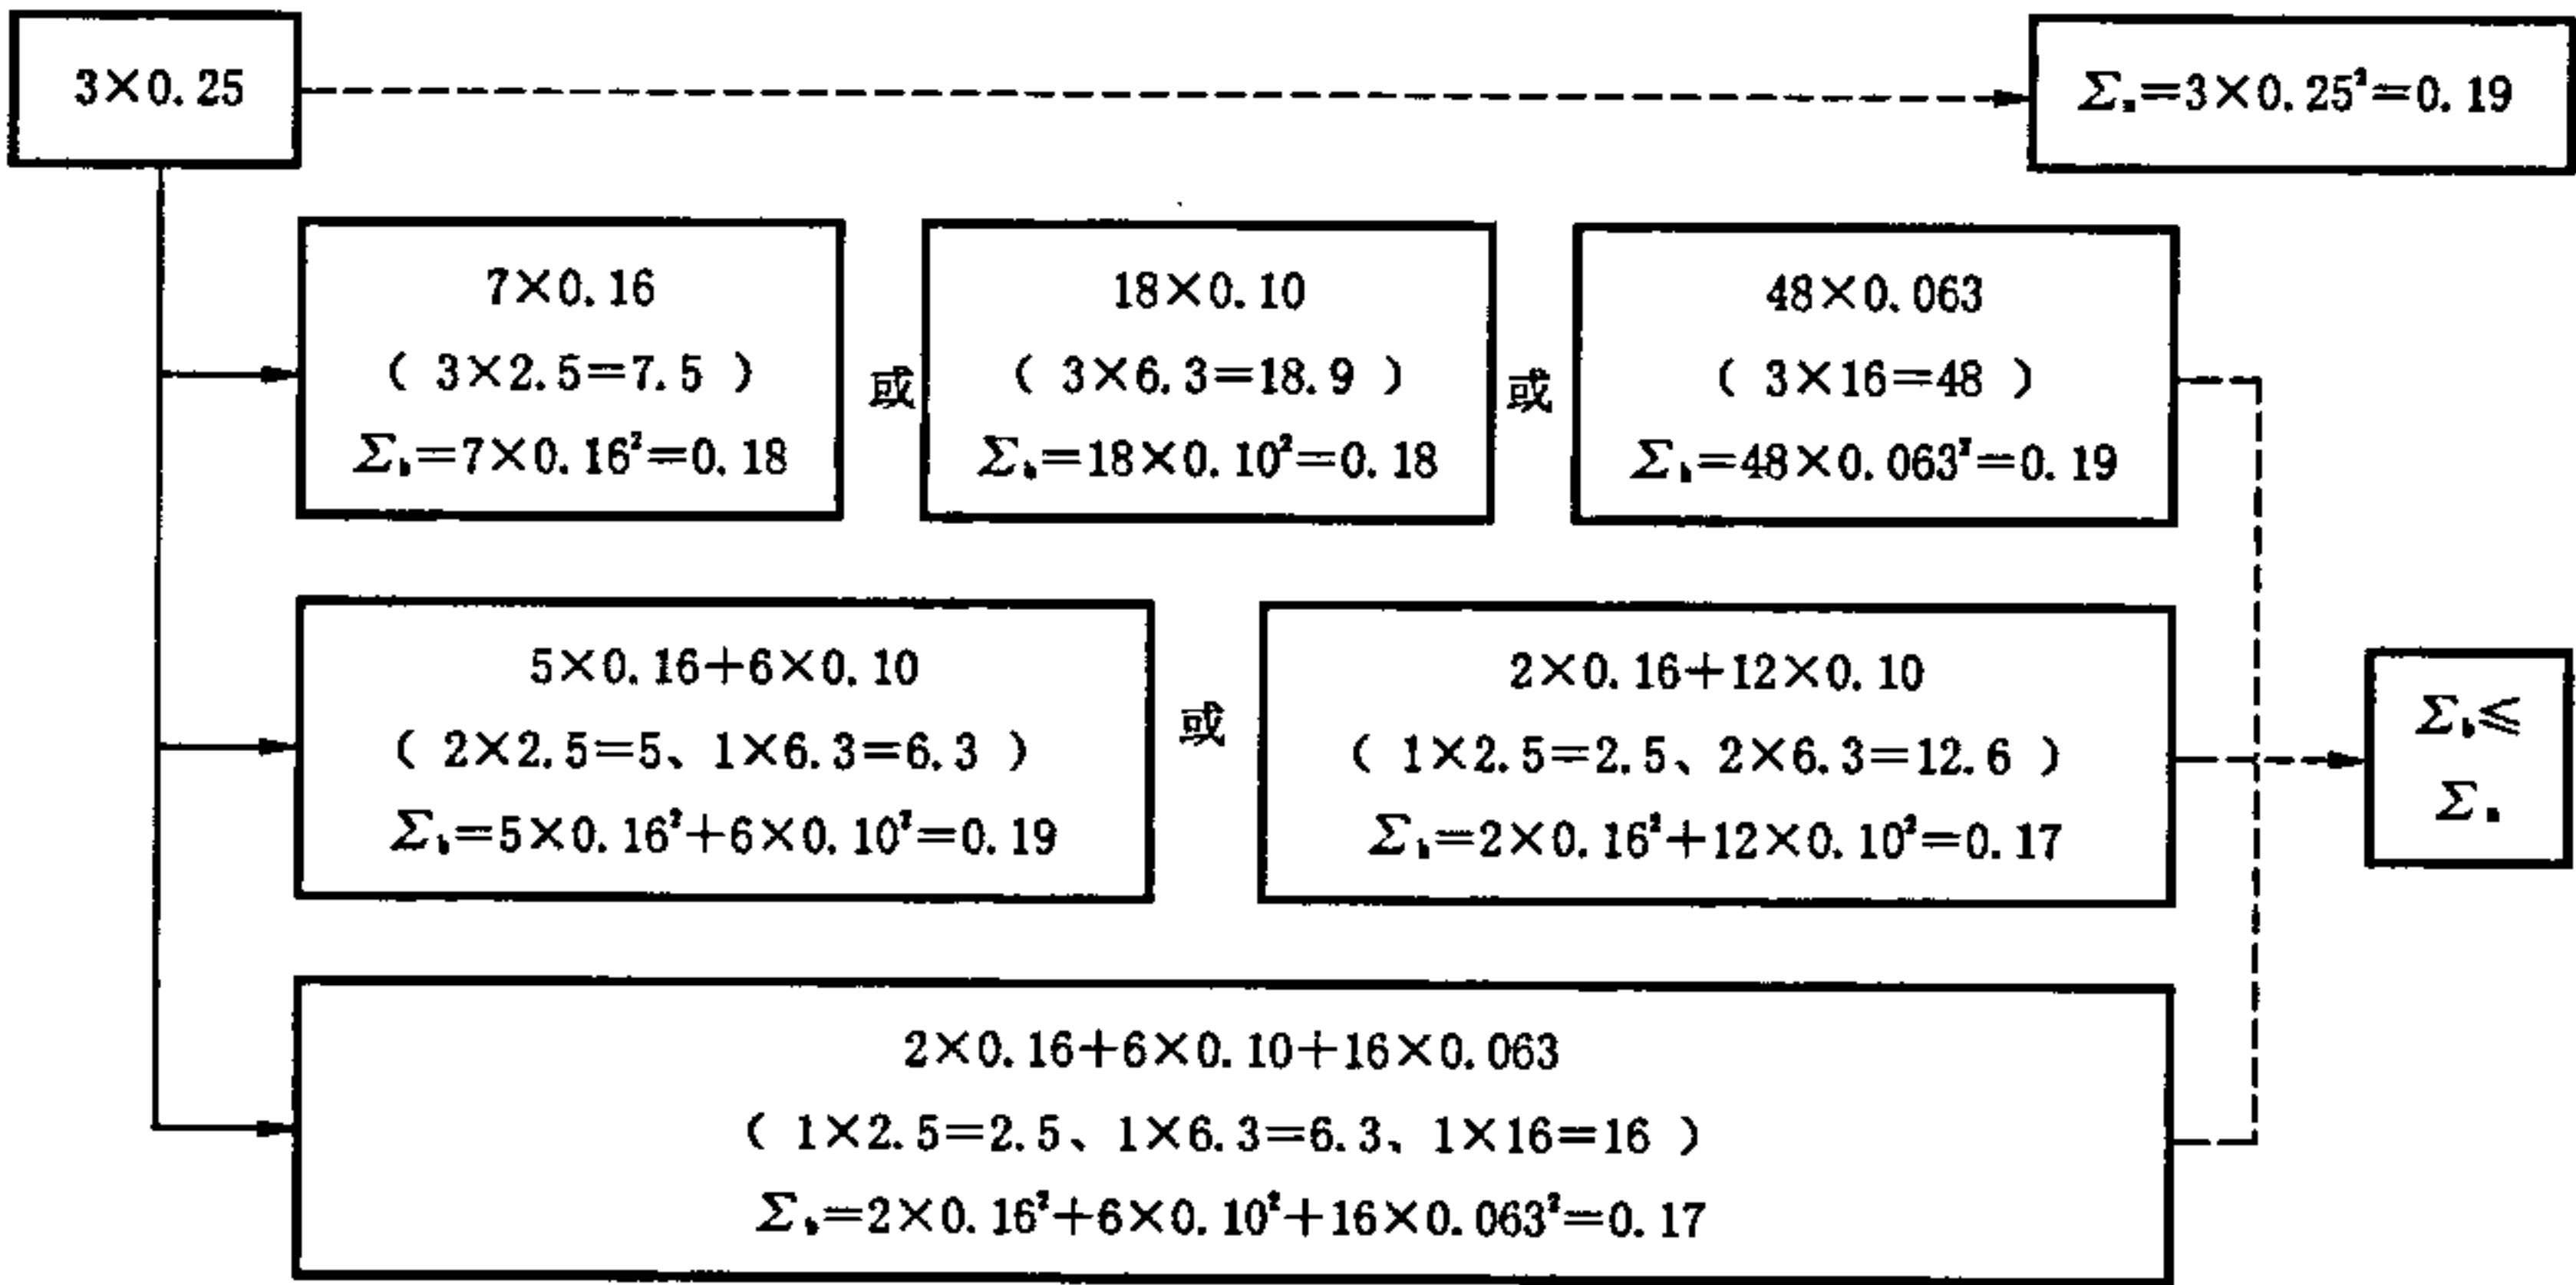 3×0.25
Σₐ=3×0.25²=0.19
7×0.16
( 3×2.5=7.5 )
Σb=7×0.16²=0.18
或
18×0.10
( 3×6.3=18.9 )
Σb=18×0.10²=0.18
或
48×0.063
( 3×16=48 )
Σb=48×0.063²=0.19
5×0.16+6×0.10
( 2×2.5=5、1×6.3=6.3 )
Σb=5×0.16²+6×0.10²=0.19
或
2×0.16+12×0.10
( 1×2.5=2.5、2×6.3=12.6 )
Σb=2×0.16²+12×0.10²=0.17
Σb≤
Σₐ
2×0.16+6×0.10+16×0.063
( 1×2.5=2.5、1×6.3=6.3、1×16=16 )
Σb=2×0.16²+6×0.10²+16×0.063²=0.17